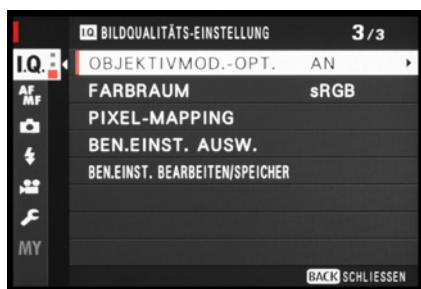 I.Q. BILDQUALITÄTS-EINSTELLUNG 3/3
I.Q. OBJEKTIVMOD.-OPT. AN
AF MF FARBRAUM sRGB
PIXEL-MAPPING
BEN.EINST. AUSW.
BEN.EINST. BEARBEITEN/SPEICHER
MY
BACK SCHLIESSEN